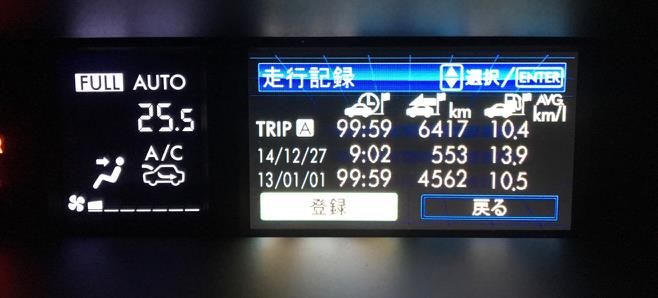 FULL AUTO
25.5
A/C
走行記録 選択/ENTER
km AVG. km/l
TRIP A 99:59 6417 10.4
14/12/27 9:02 553 13.9
13/01/01 99:59 4562 10.5
登録 戻る